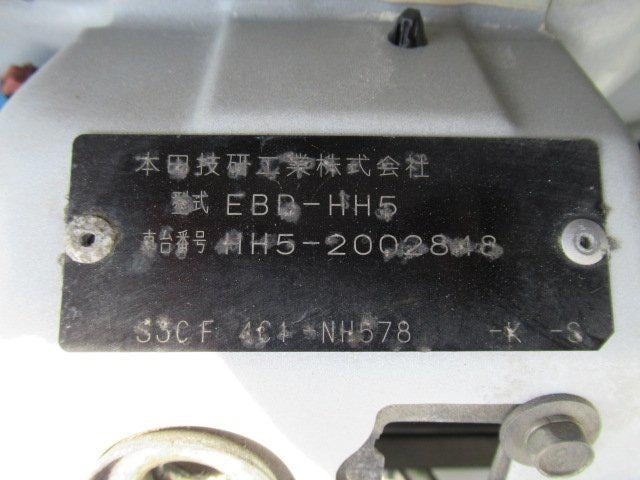 本田技研工業株式会社
型式 EBD-HH5
車台番号 HH5-2002848
S3CF 4C1 NH578 -K -S